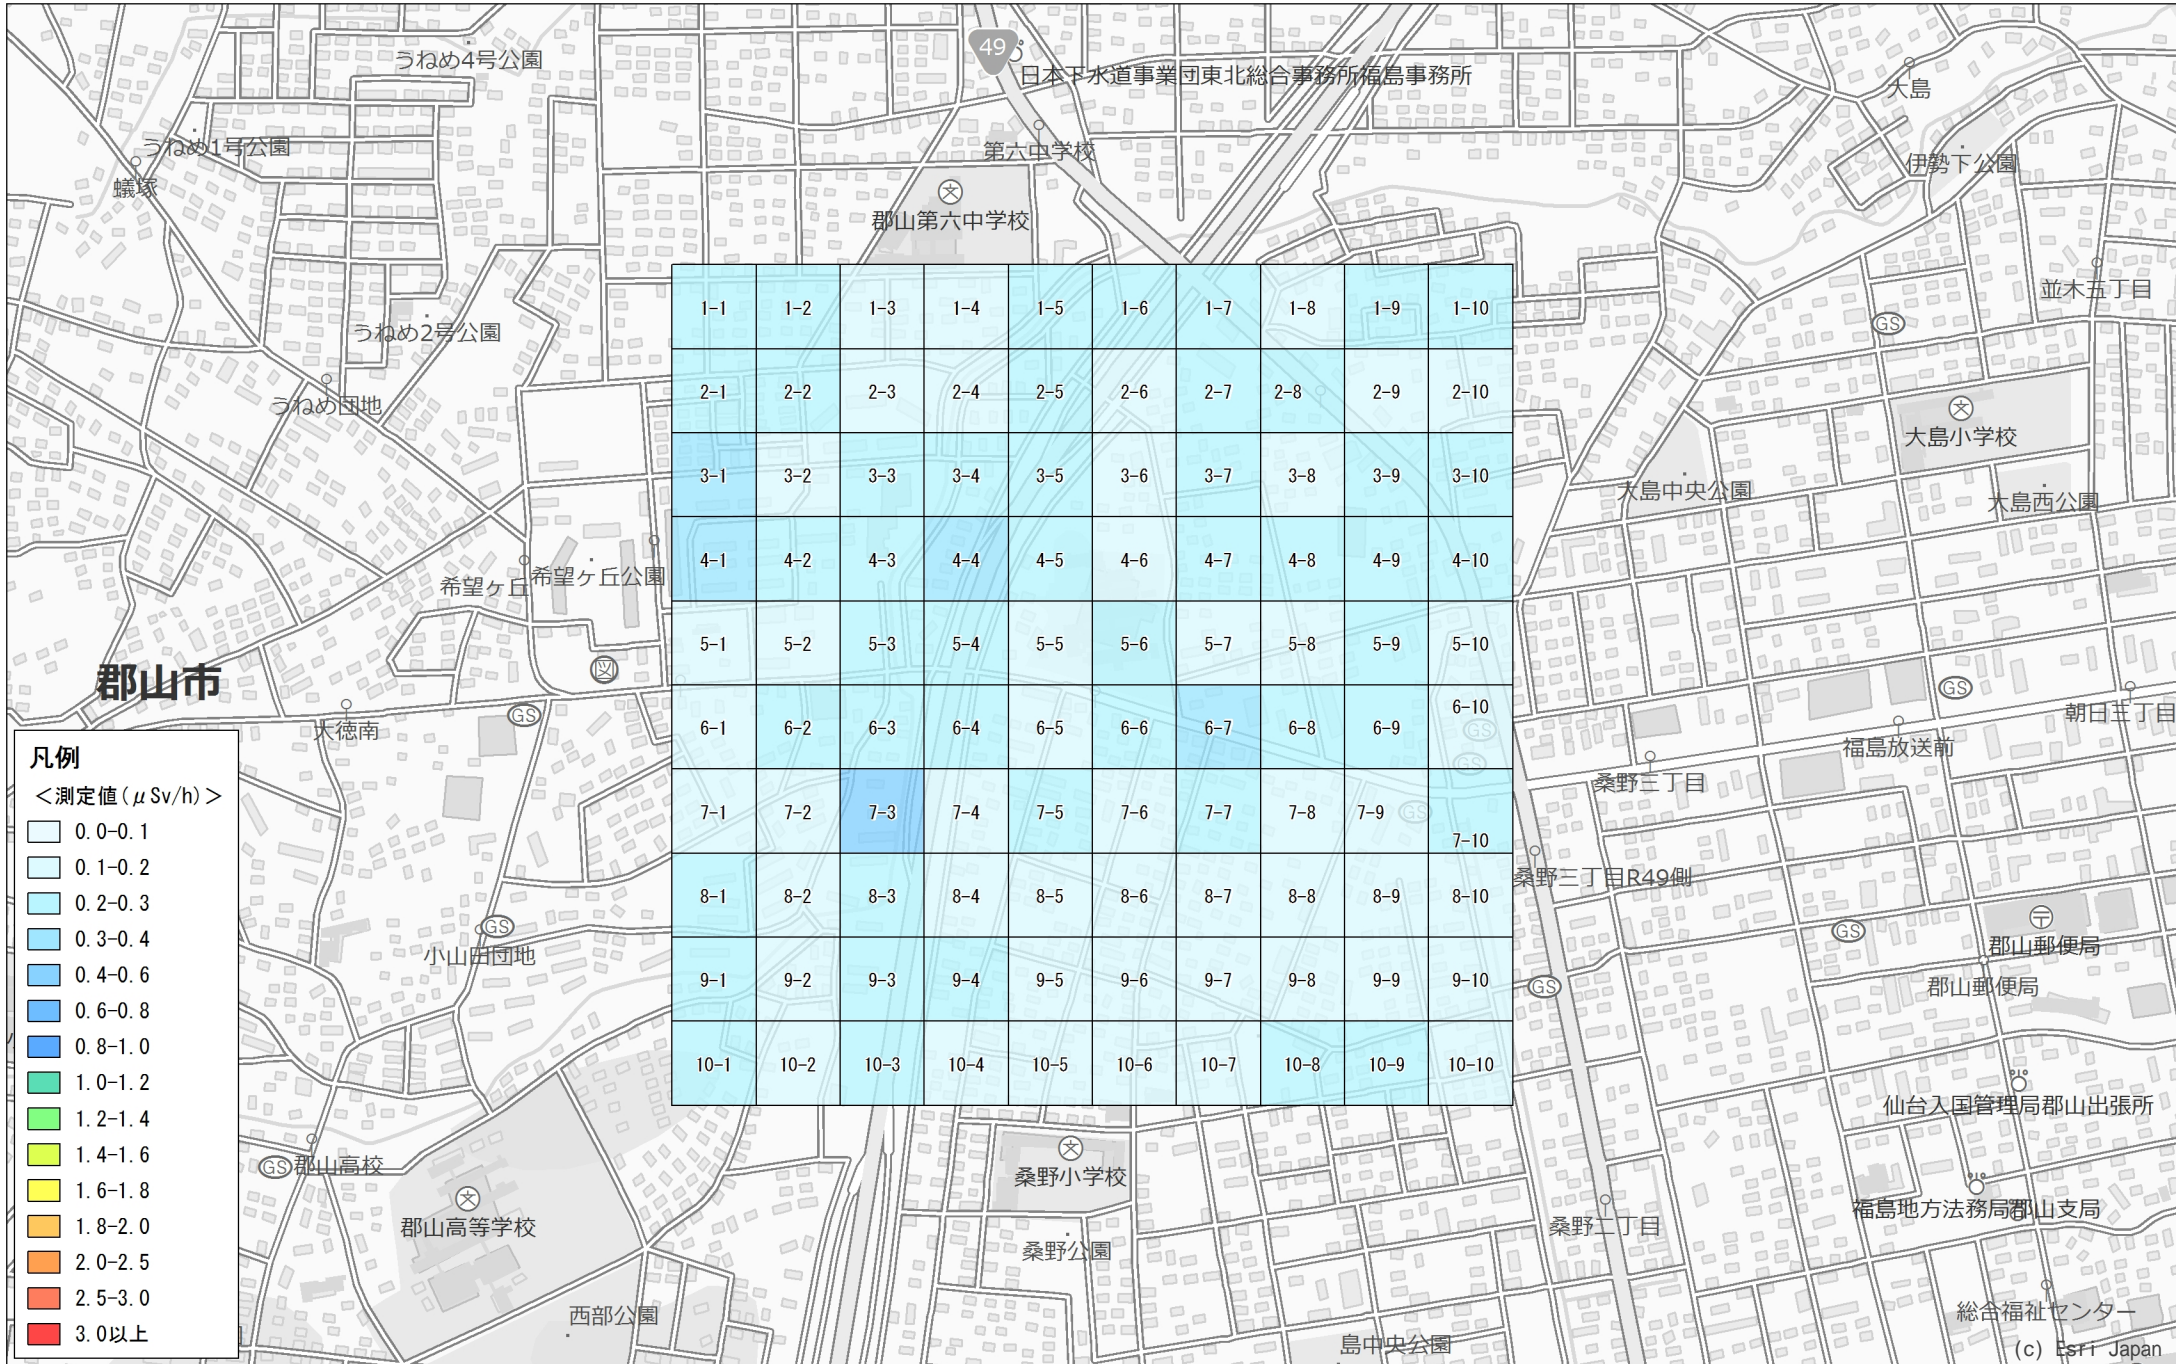 うねめ4号公園
49
日本下水道事業団東北総合事務所福島事務所
大島
うねめ1号公園
第六中学校
伊勢下公園
蟻塚
文
郡山第六中学校
並木五丁目
うねめ2号公園
GS
うねめ団地
文
大島小学校
大島中央公園
大島西公園
希望ヶ丘
希望ヶ丘公園
郡山市
図
GS
大徳南
GS
朝日三丁目
福島放送前
桑野三丁目
1-1 1-2 1-3 1-4 1-5 1-6 1-7 1-8 1-9 1-10
2-1 2-2 2-3 2-4 2-5 2-6 2-7 2-8 2-9 2-10
3-1 3-2 3-3 3-4 3-5 3-6 3-7 3-8 3-9 3-10
4-1 4-2 4-3 4-4 4-5 4-6 4-7 4-8 4-9 4-10
5-1 5-2 5-3 5-4 5-5 5-6 5-7 5-8 5-9 5-10
6-1 6-2 6-3 6-4 6-5 6-6 6-7 6-8 6-9 6-10
GS
GS
7-1 7-2 7-3 7-4 7-5 7-6 7-7 7-8 7-9 GS 7-10
8-1 8-2 8-3 8-4 8-5 8-6 8-7 8-8 8-9 8-10
9-1 9-2 9-3 9-4 9-5 9-6 9-7 9-8 9-9 9-10
10-1 10-2 10-3 10-4 10-5 10-6 10-7 10-8 10-9 10-10
凡例
＜測定値(μSv/h)＞
0.0-0.1
0.1-0.2
0.2-0.3
0.3-0.4
0.4-0.6
0.6-0.8
0.8-1.0
1.0-1.2
1.2-1.4
1.4-1.6
1.6-1.8
1.8-2.0
2.0-2.5
2.5-3.0
3.0以上
桑野三丁目R49側
GS
小山田団地
GS
〒
郡山郵便局
郡山郵便局
GS
仙台入国管理局郡山出張所
GS
郡山高校
文
桑野小学校
文
郡山高等学校
福島地方法務局郡山支局
桑野二丁目
桑野公園
西部公園
総合福祉センター
島中央公園
(c) Esri Japan